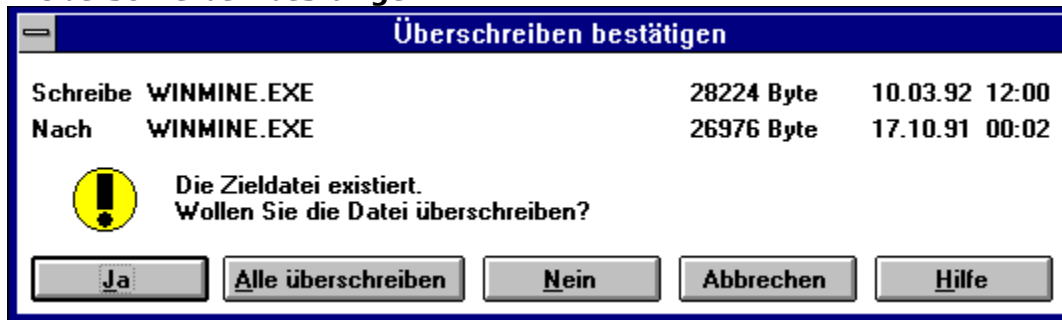 Überschreiben bestätigen
Schreibe WINMINE.EXE 28224 Byte 10.03.92 12:00
Nach WINMINE.EXE 26976 Byte 17.10.91 00:02
Die Zieldatei existiert.
Wollen Sie die Datei überschreiben?
Ja Alle überschreiben Nein Abbrechen Hilfe